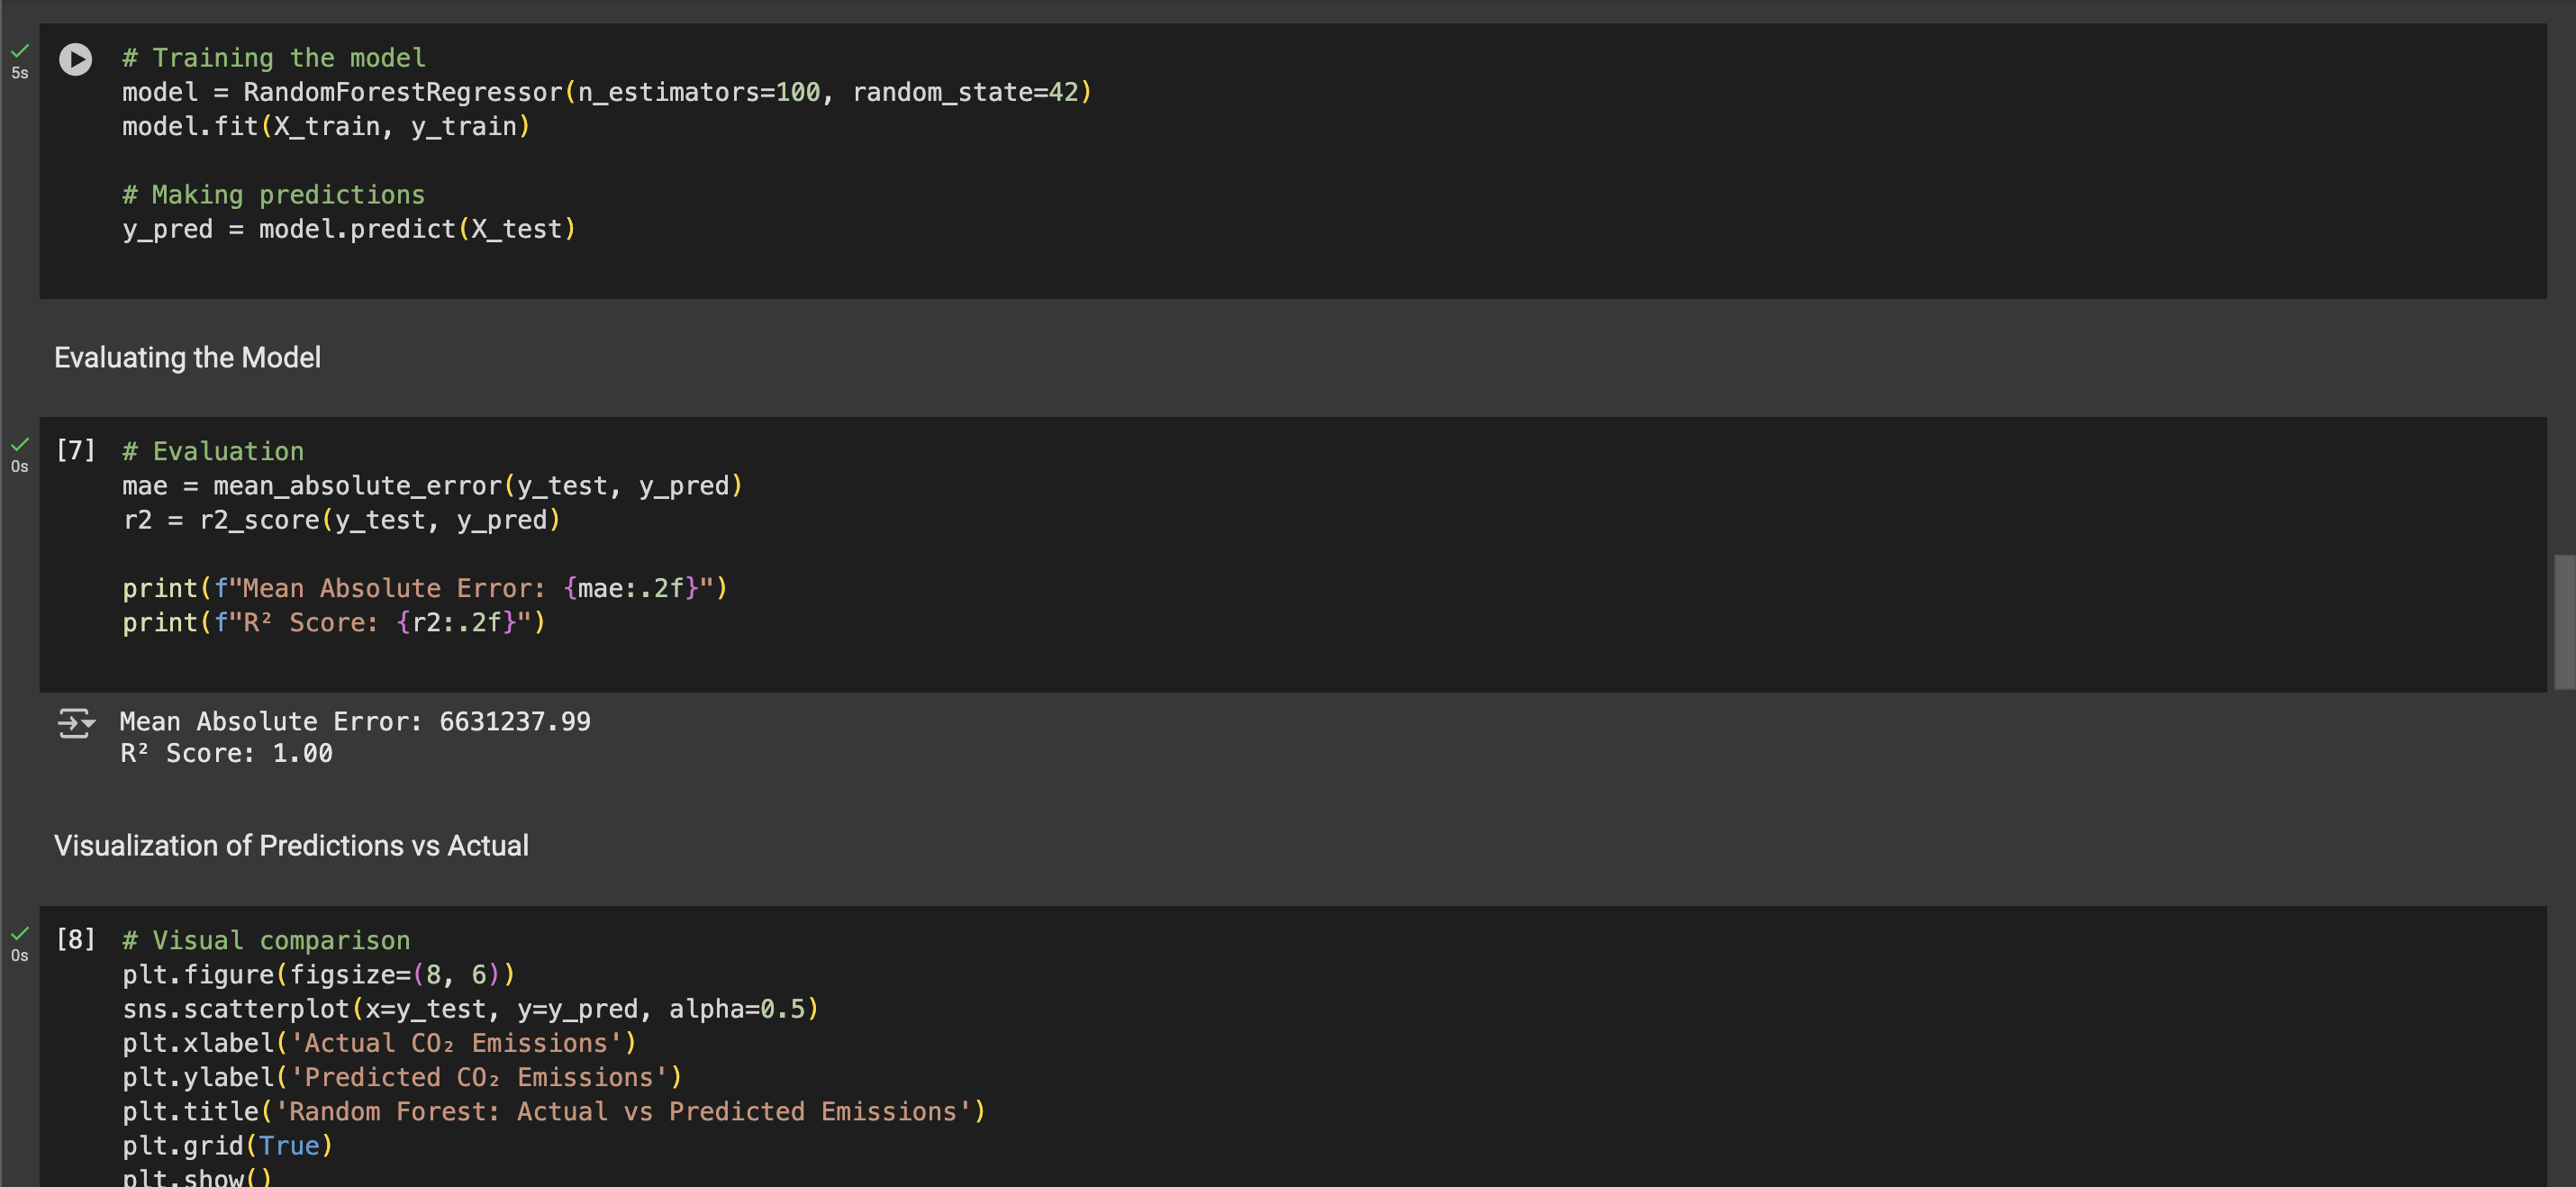 5s
# Training the model
model = RandomForestRegressor(n_estimators=100, random_state=42)
model.fit(X_train, y_train)
# Making predictions
y_pred = model.predict(X_test)
Evaluating the Model
0s
[7]
# Evaluation
mae = mean_absolute_error(y_test, y_pred)
r2 = r2_score(y_test, y_pred)
print(f"Mean Absolute Error: {mae:.2f}")
print(f"R² Score: {r2:.2f}")
Mean Absolute Error: 6631237.99
R² Score: 1.00
Visualization of Predictions vs Actual
0s
[8]
# Visual comparison
plt.figure(figsize=(8, 6))
sns.scatterplot(x=y_test, y=y_pred, alpha=0.5)
plt.xlabel('Actual CO₂ Emissions')
plt.ylabel('Predicted CO₂ Emissions')
plt.title('Random Forest: Actual vs Predicted Emissions')
plt.grid(True)
plt.show()